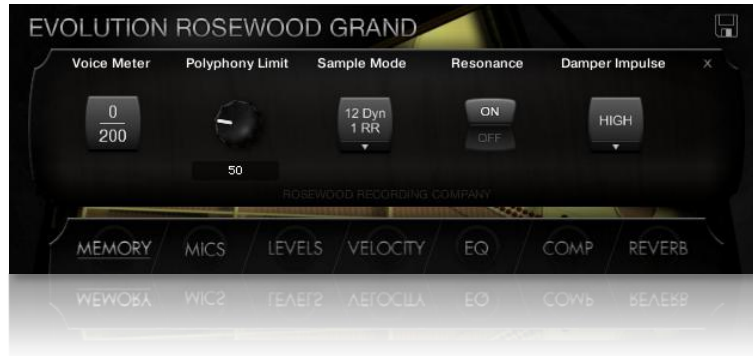 EVOLUTION ROSEWOOD GRAND
Voice Meter Polyphony Limit Sample Mode Resonance Damper Impulse x
0
200
12 Dyn
1 RR
ON
OFF
HIGH
50
ROSEWOOD RECORDING COMPANY
MEMORY MICS LEVELS VELOCITY EQ COMP REVERB